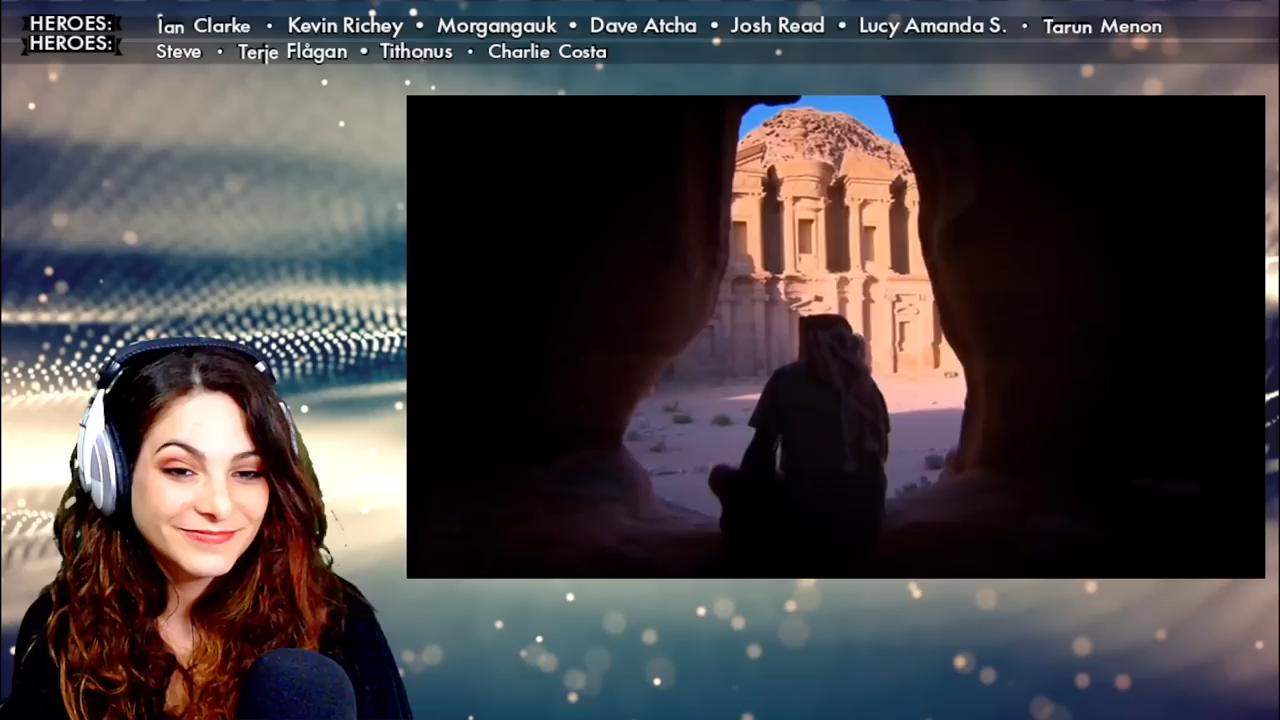 HEROES: Ian Clarke • Kevin Richey • Morgangauk • Dave Atcha • Josh Read • Lucy Amanda S. • Tarun Menon
HEROES: Steve • Terje Flågan • Tithonus • Charlie Costa